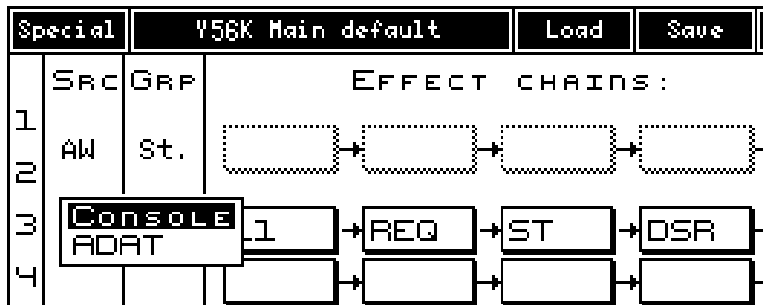 Special Y56K Main default Load Save
Src Grp Effect chains:
1
AW St.
2
3 Console REQ ST DSR
ADAT
4